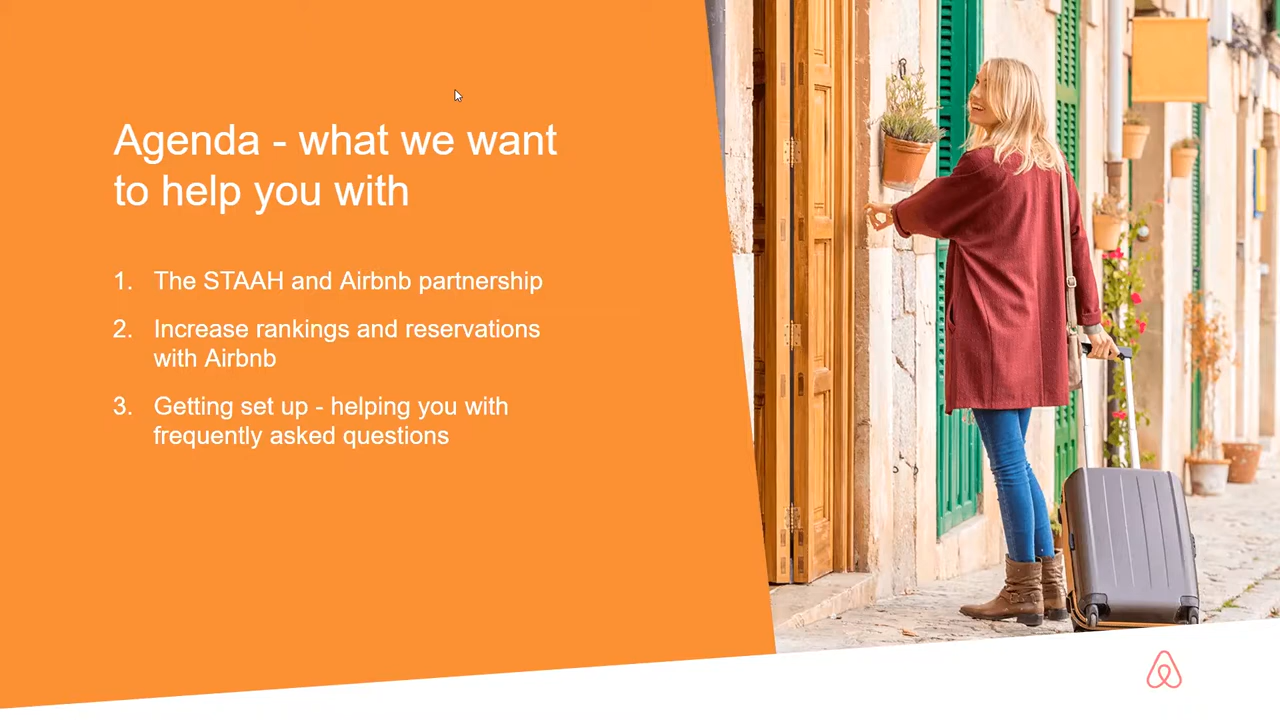 Agenda - what we want
to help you with
1. The STAAH and Airbnb partnership
2. Increase rankings and reservations
with Airbnb
3. Getting set up - helping you with
frequently asked questions